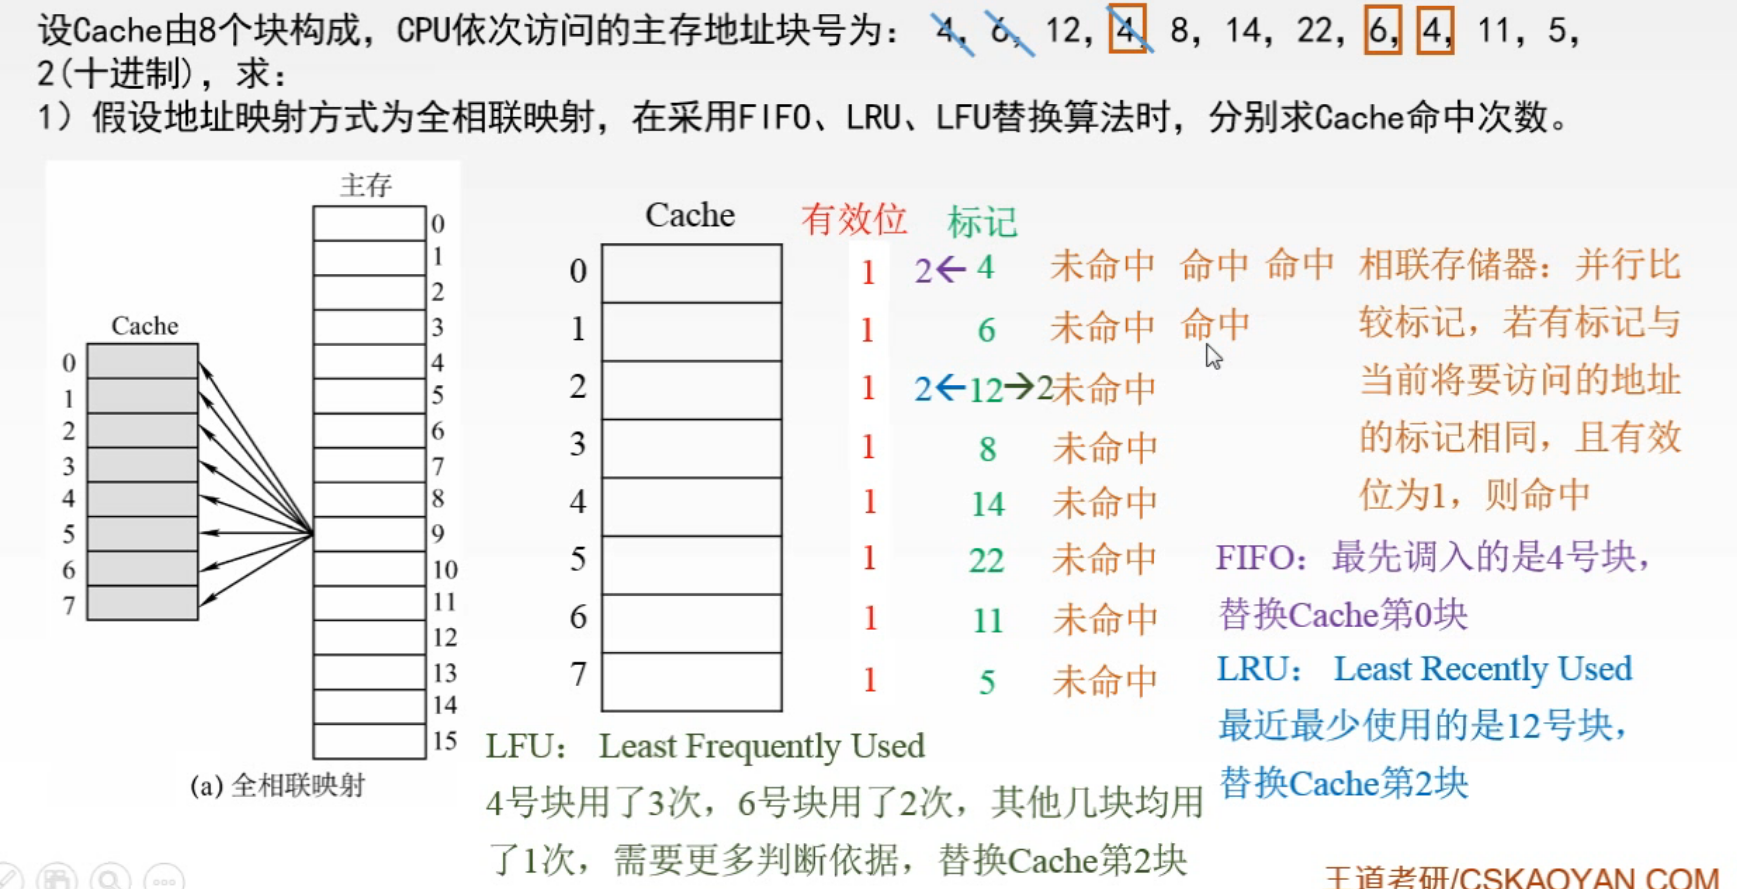 设Cache由8个块构成，CPU依次访问的主存地址块号为： 4，6，12，4，8，14，22，6，4，11，5，
2(十进制)，求：
1）假设地址映射方式为全相联映射，在采用FIFO、LRU、LFU替换算法时，分别求Cache命中次数。
主存
0
1
2
3
4
5
6
7
8
9
10
11
12
13
14
15
Cache
0
1
2
3
4
5
6
7
(a) 全相联映射
Cache 有效位 标记
0 1 2← 4 未命中 命中 命中
1 1 6 未命中 命中
2 1 2←12→2未命中
3 1 8 未命中
4 1 14 未命中
5 1 22 未命中
6 1 11 未命中
7 1 5 未命中
相联存储器：并行比
较标记，若有标记与
当前将要访问的地址
的标记相同，且有效
位为1，则命中
FIFO：最先调入的是4号块，
替换Cache第0块
LRU： Least Recently Used
最近最少使用的是12号块，
替换Cache第2块
LFU： Least Frequently Used
4号块用了3次，6号块用了2次，其他几块均用
了1次，需要更多判断依据，替换Cache第2块
王道考研/CSKAOYAN.COM